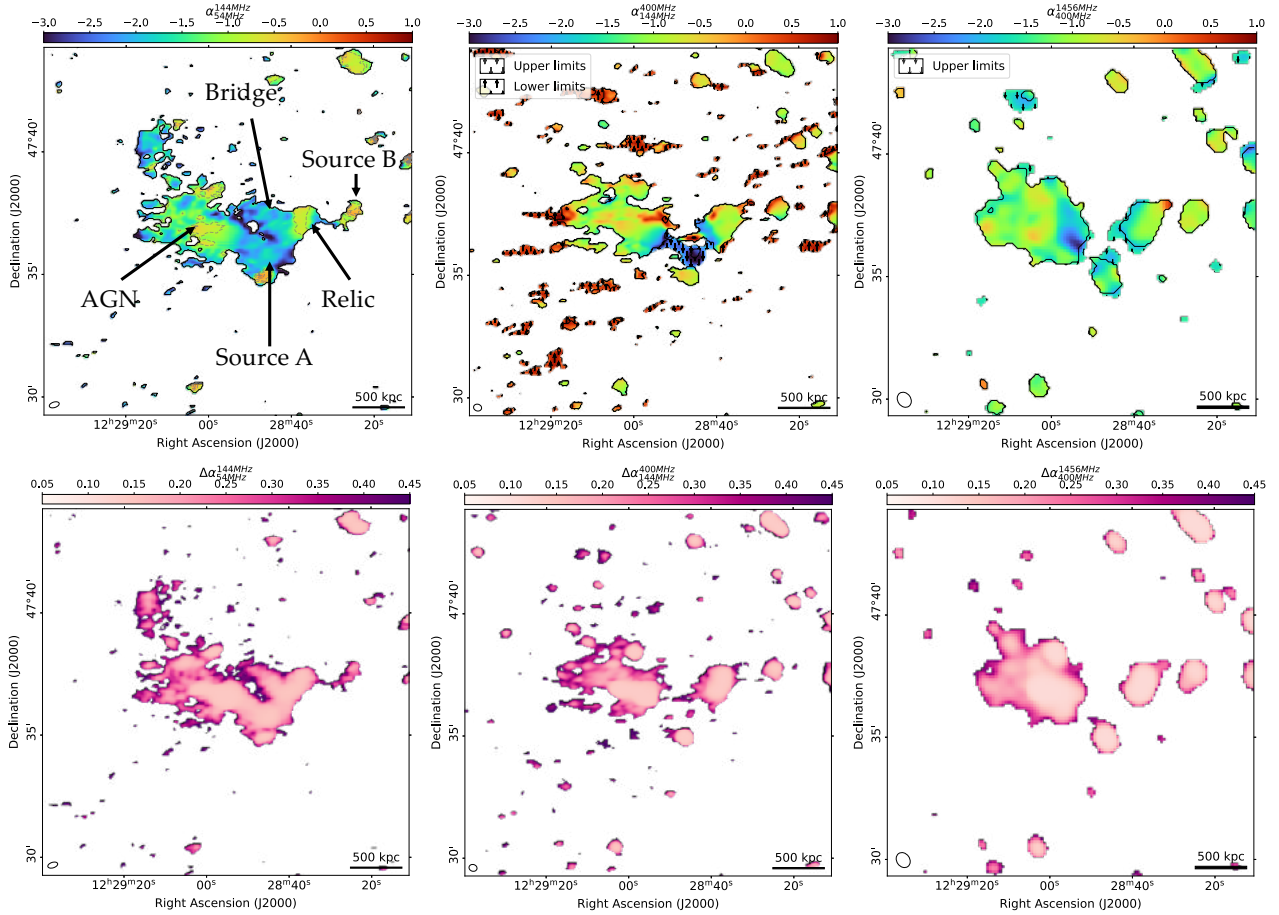 α 144MHz 54MHz
−3.0 −2.5 −2.0 −1.5 −1.0 −0.5 0.0 0.5 1.0
Bridge
Source B
AGN
Relic
Source A
500 kpc
47°40'
35'
30'
Declination (J2000)
12ʰ29ᵐ20ˢ 00ˢ 28ᵐ40ˢ 20ˢ
Right Ascension (J2000)
α 400MHz 144MHz
−3.0 −2.5 −2.0 −1.5 −1.0 −0.5 0.0 0.5 1.0
Upper limits
Lower limits
500 kpc
47°40'
35'
30'
Declination (J2000)
12ʰ29ᵐ20ˢ 00ˢ 28ᵐ40ˢ 20ˢ
Right Ascension (J2000)
α 1456MHz 400MHz
−3.0 −2.5 −2.0 −1.5 −1.0 −0.5 0.0 0.5 1.0
Upper limits
500 kpc
47°40'
35'
30'
Declination (J2000)
12ʰ29ᵐ20ˢ 00ˢ 28ᵐ40ˢ 20ˢ
Right Ascension (J2000)
Δα 144MHz 54MHz
0.05 0.10 0.15 0.20 0.25 0.30 0.35 0.40 0.45
500 kpc
47°40'
35'
30'
Declination (J2000)
12ʰ29ᵐ20ˢ 00ˢ 28ᵐ40ˢ 20ˢ
Right Ascension (J2000)
Δα 400MHz 144MHz
0.05 0.10 0.15 0.20 0.25 0.30 0.35 0.40 0.45
500 kpc
47°40'
35'
30'
Declination (J2000)
12ʰ29ᵐ20ˢ 00ˢ 28ᵐ40ˢ 20ˢ
Right Ascension (J2000)
Δα 1456MHz 400MHz
0.05 0.10 0.15 0.20 0.25 0.30 0.35 0.40 0.45
500 kpc
47°40'
35'
30'
Declination (J2000)
12ʰ29ᵐ20ˢ 00ˢ 28ᵐ40ˢ 20ˢ
Right Ascension (J2000)